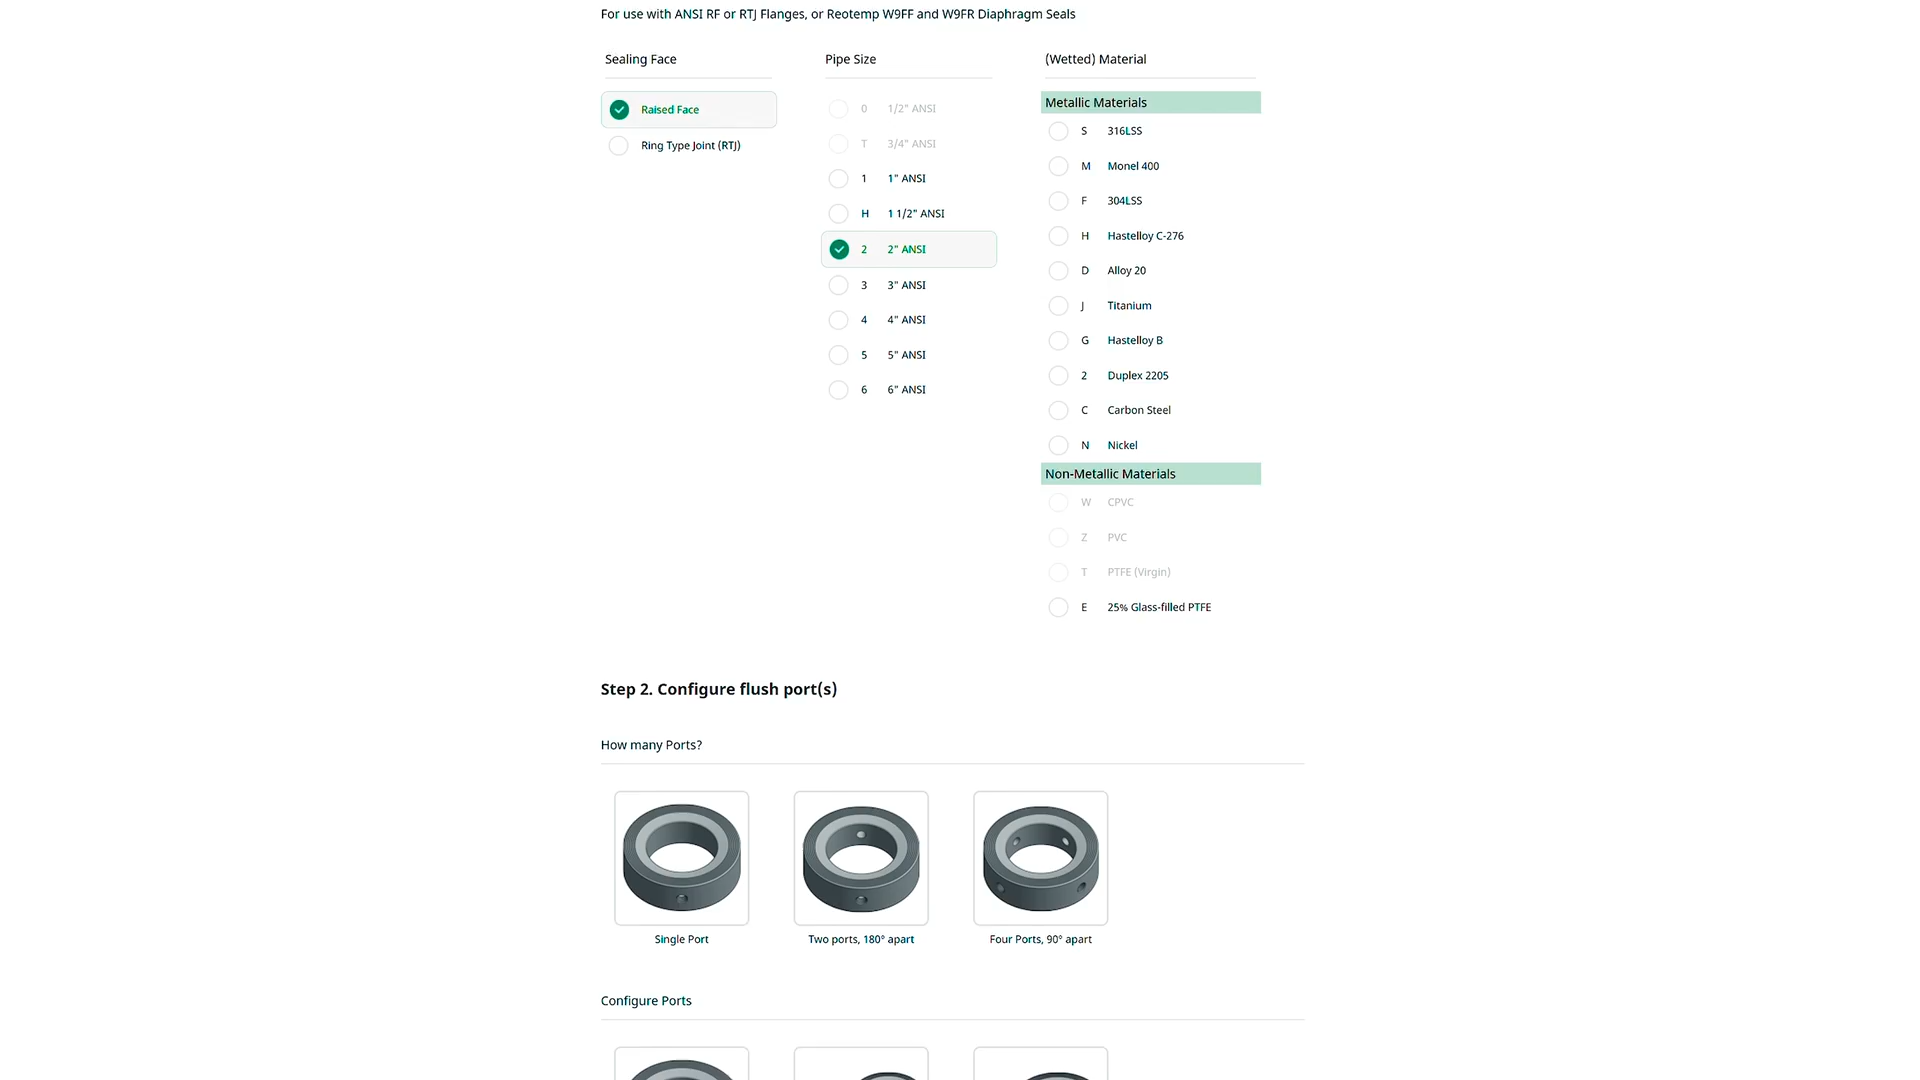 For use with ANSI RF or RTJ Flanges, or Reotemp W9FF and W9FR Diaphragm Seals
Sealing Face
Raised Face
Ring Type Joint (RTJ)
Pipe Size
0 1/2" ANSI
T 3/4" ANSI
1 1" ANSI
H 1 1/2" ANSI
2 2" ANSI
3 3" ANSI
4 4" ANSI
5 5" ANSI
6 6" ANSI
(Wetted) Material
Metallic Materials
S 316LSS
M Monel 400
F 304LSS
H Hastelloy C-276
D Alloy 20
J Titanium
G Hastelloy B
2 Duplex 2205
C Carbon Steel
N Nickel
Non-Metallic Materials
W CPVC
Z PVC
T PTFE (Virgin)
E 25% Glass-filled PTFE
Step 2. Configure flush port(s)
How many Ports?
Single Port
Two ports, 180° apart
Four Ports, 90° apart
Configure Ports